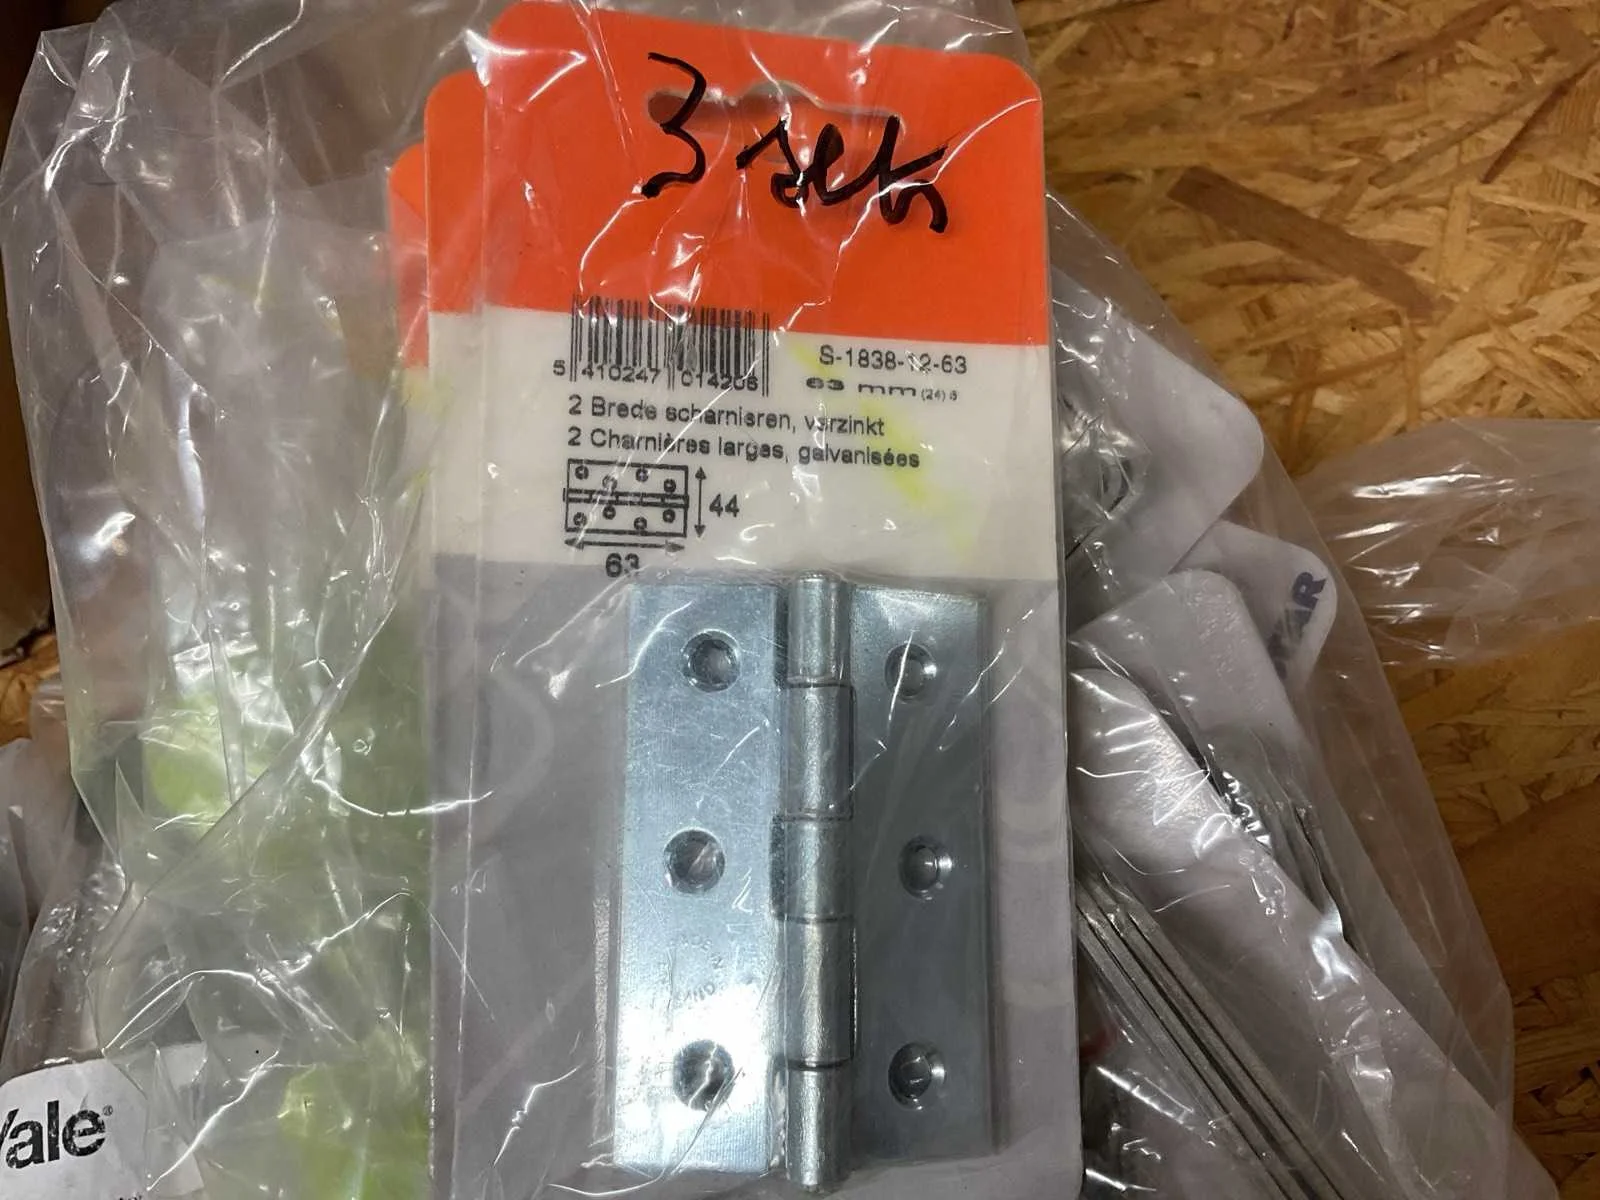 3 sets
5 410247 014206
S-1838-12-63
63 mm (24)
2 Brede scharnieren, verzinkt
2 Charnières larges, galvanisées
44
63
Yale®